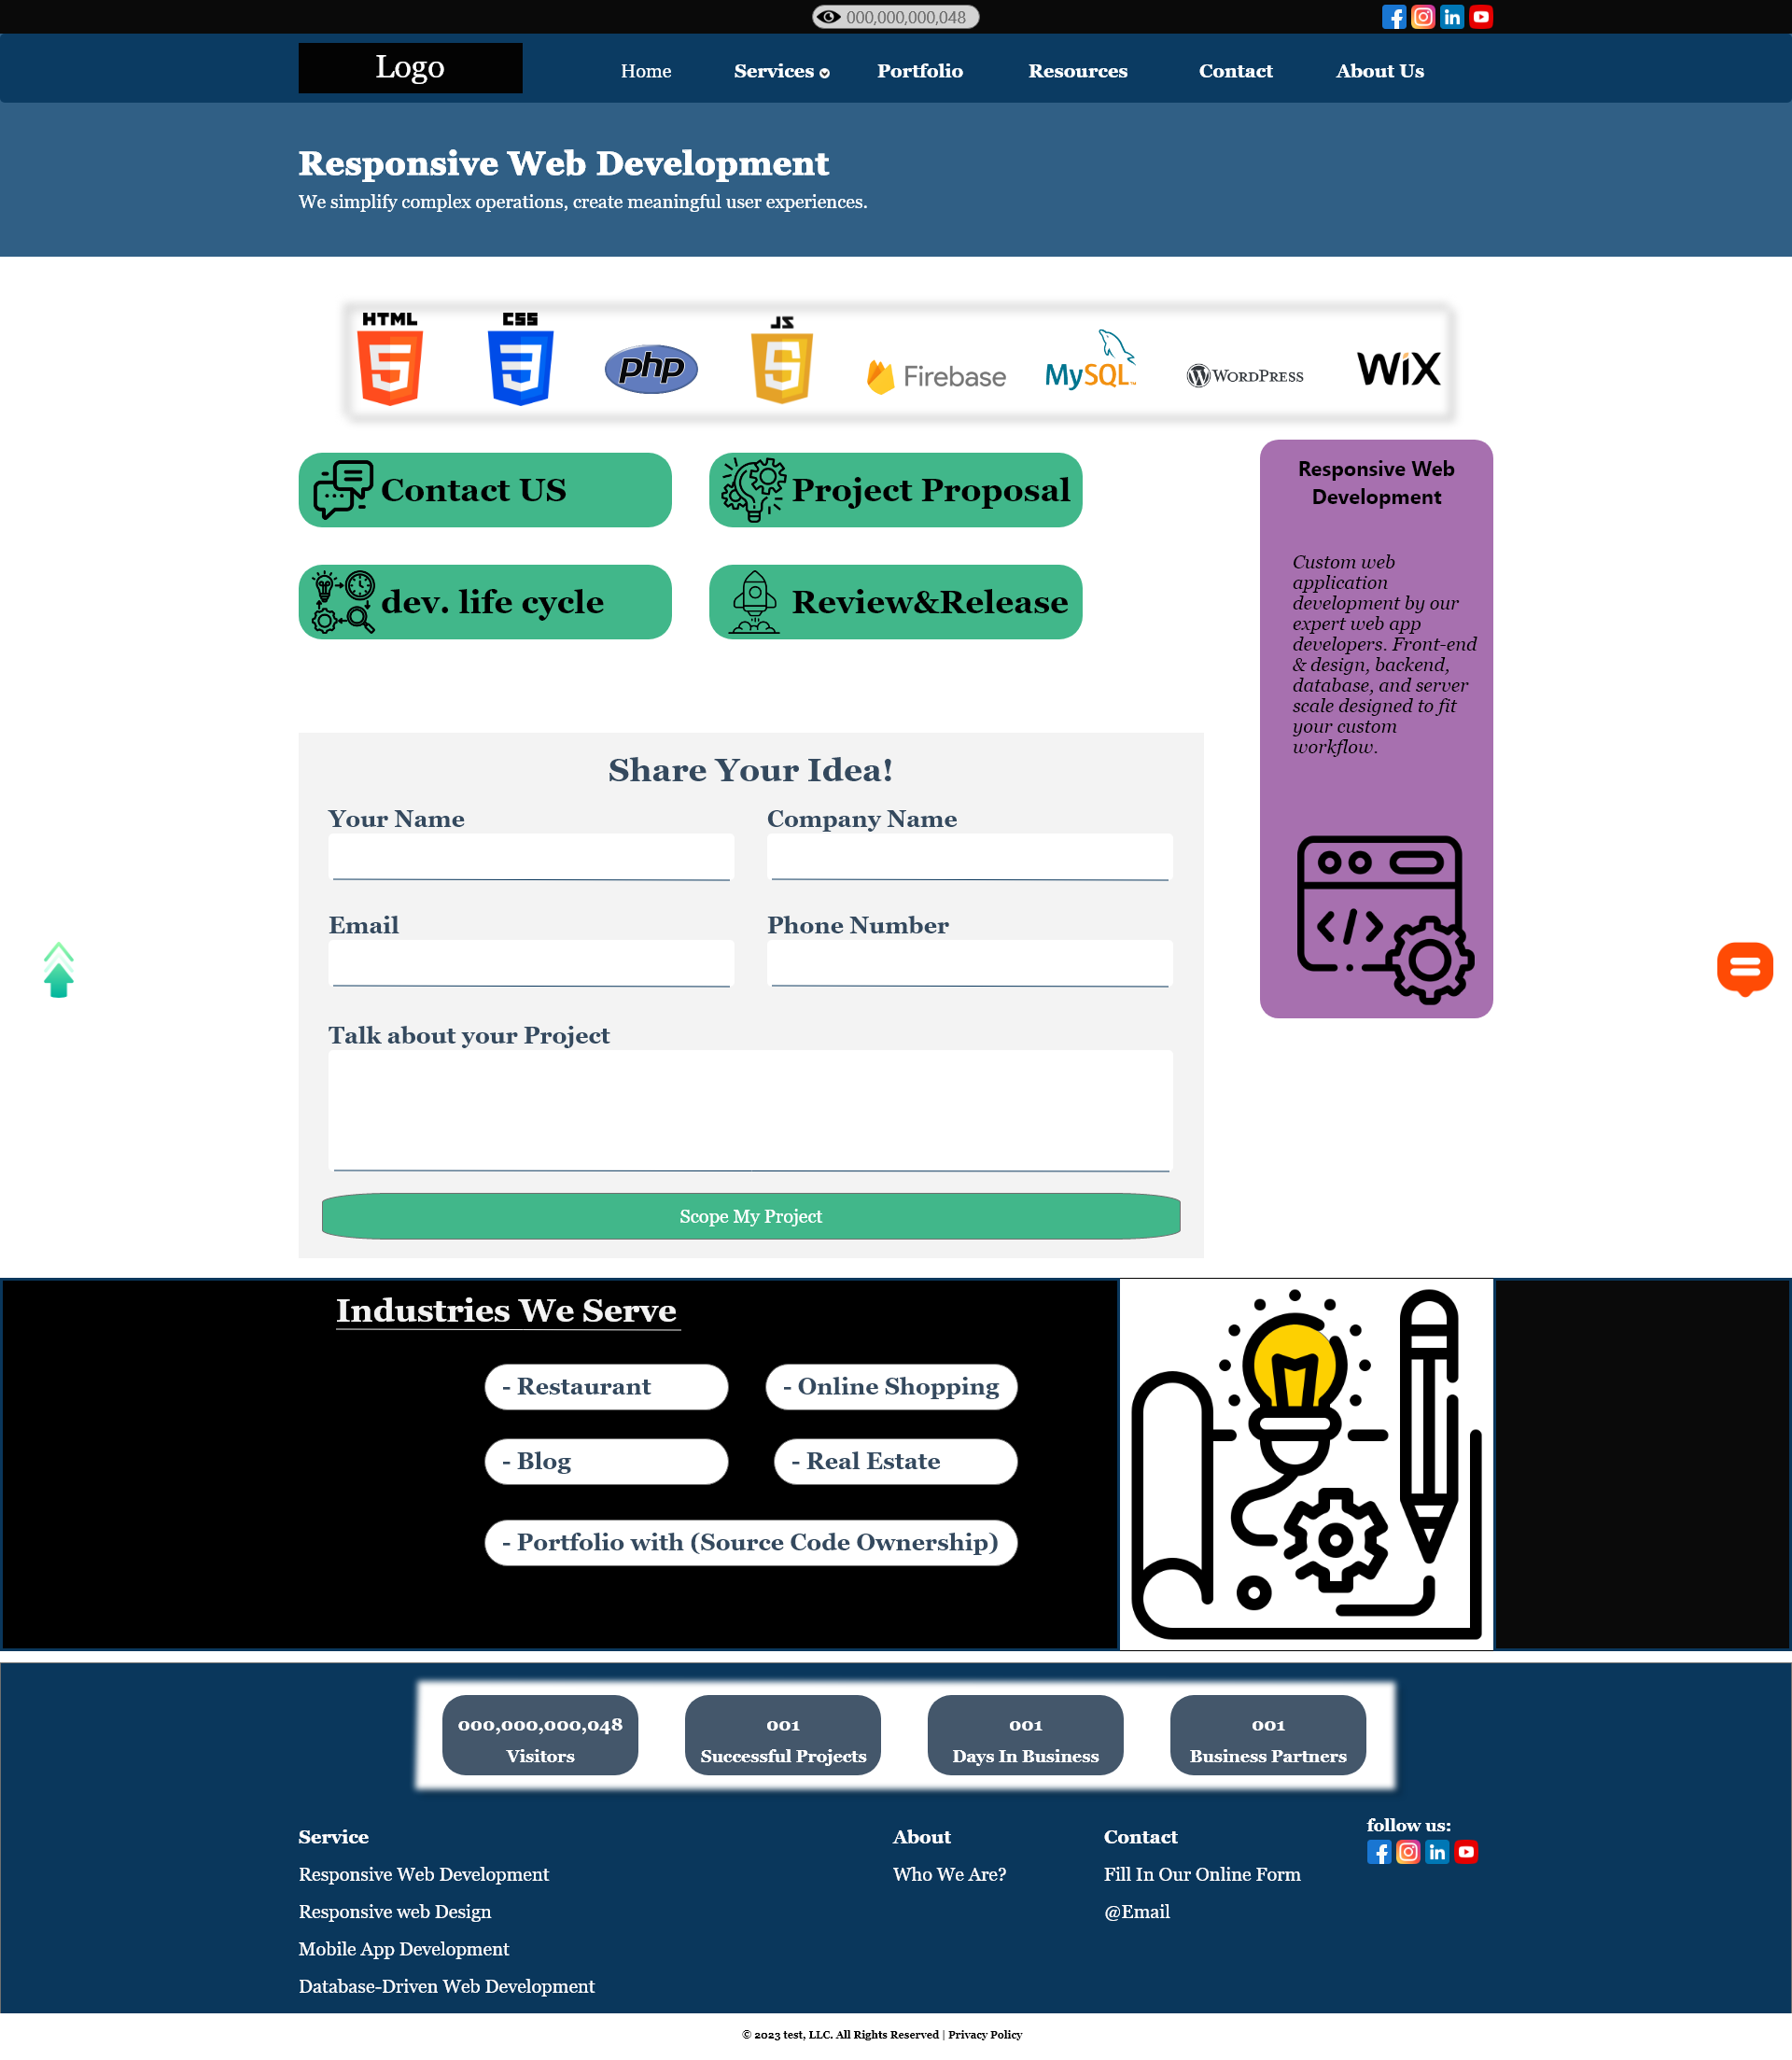 000,000,000,048
Logo
Home Services Portfolio Resources Contact About Us
Responsive Web Development
We simplify complex operations, create meaningful user experiences.
HTML CSS php JS Firebase MySQL™ WORDPRESS WiX
Contact US
Project Proposal
dev. life cycle
Review&Release
Responsive Web
Development
Custom web
application
development by our
expert web app
developers. Front-end
& design, backend,
database, and server
scale designed to fit
your custom
workflow.
Share Your Idea!
Your Name
Company Name
Email
Phone Number
Talk about your Project
Scope My Project
Industries We Serve
- Restaurant
- Online Shopping
- Blog
- Real Estate
- Portfolio with (Source Code Ownership)
000,000,000,048
Visitors
001
Successful Projects
001
Days In Business
001
Business Partners
Service
Responsive Web Development
Responsive web Design
Mobile App Development
Database-Driven Web Development
About
Who We Are?
Contact
Fill In Our Online Form
@Email
follow us:
© 2023 test, LLC. All Rights Reserved | Privacy Policy